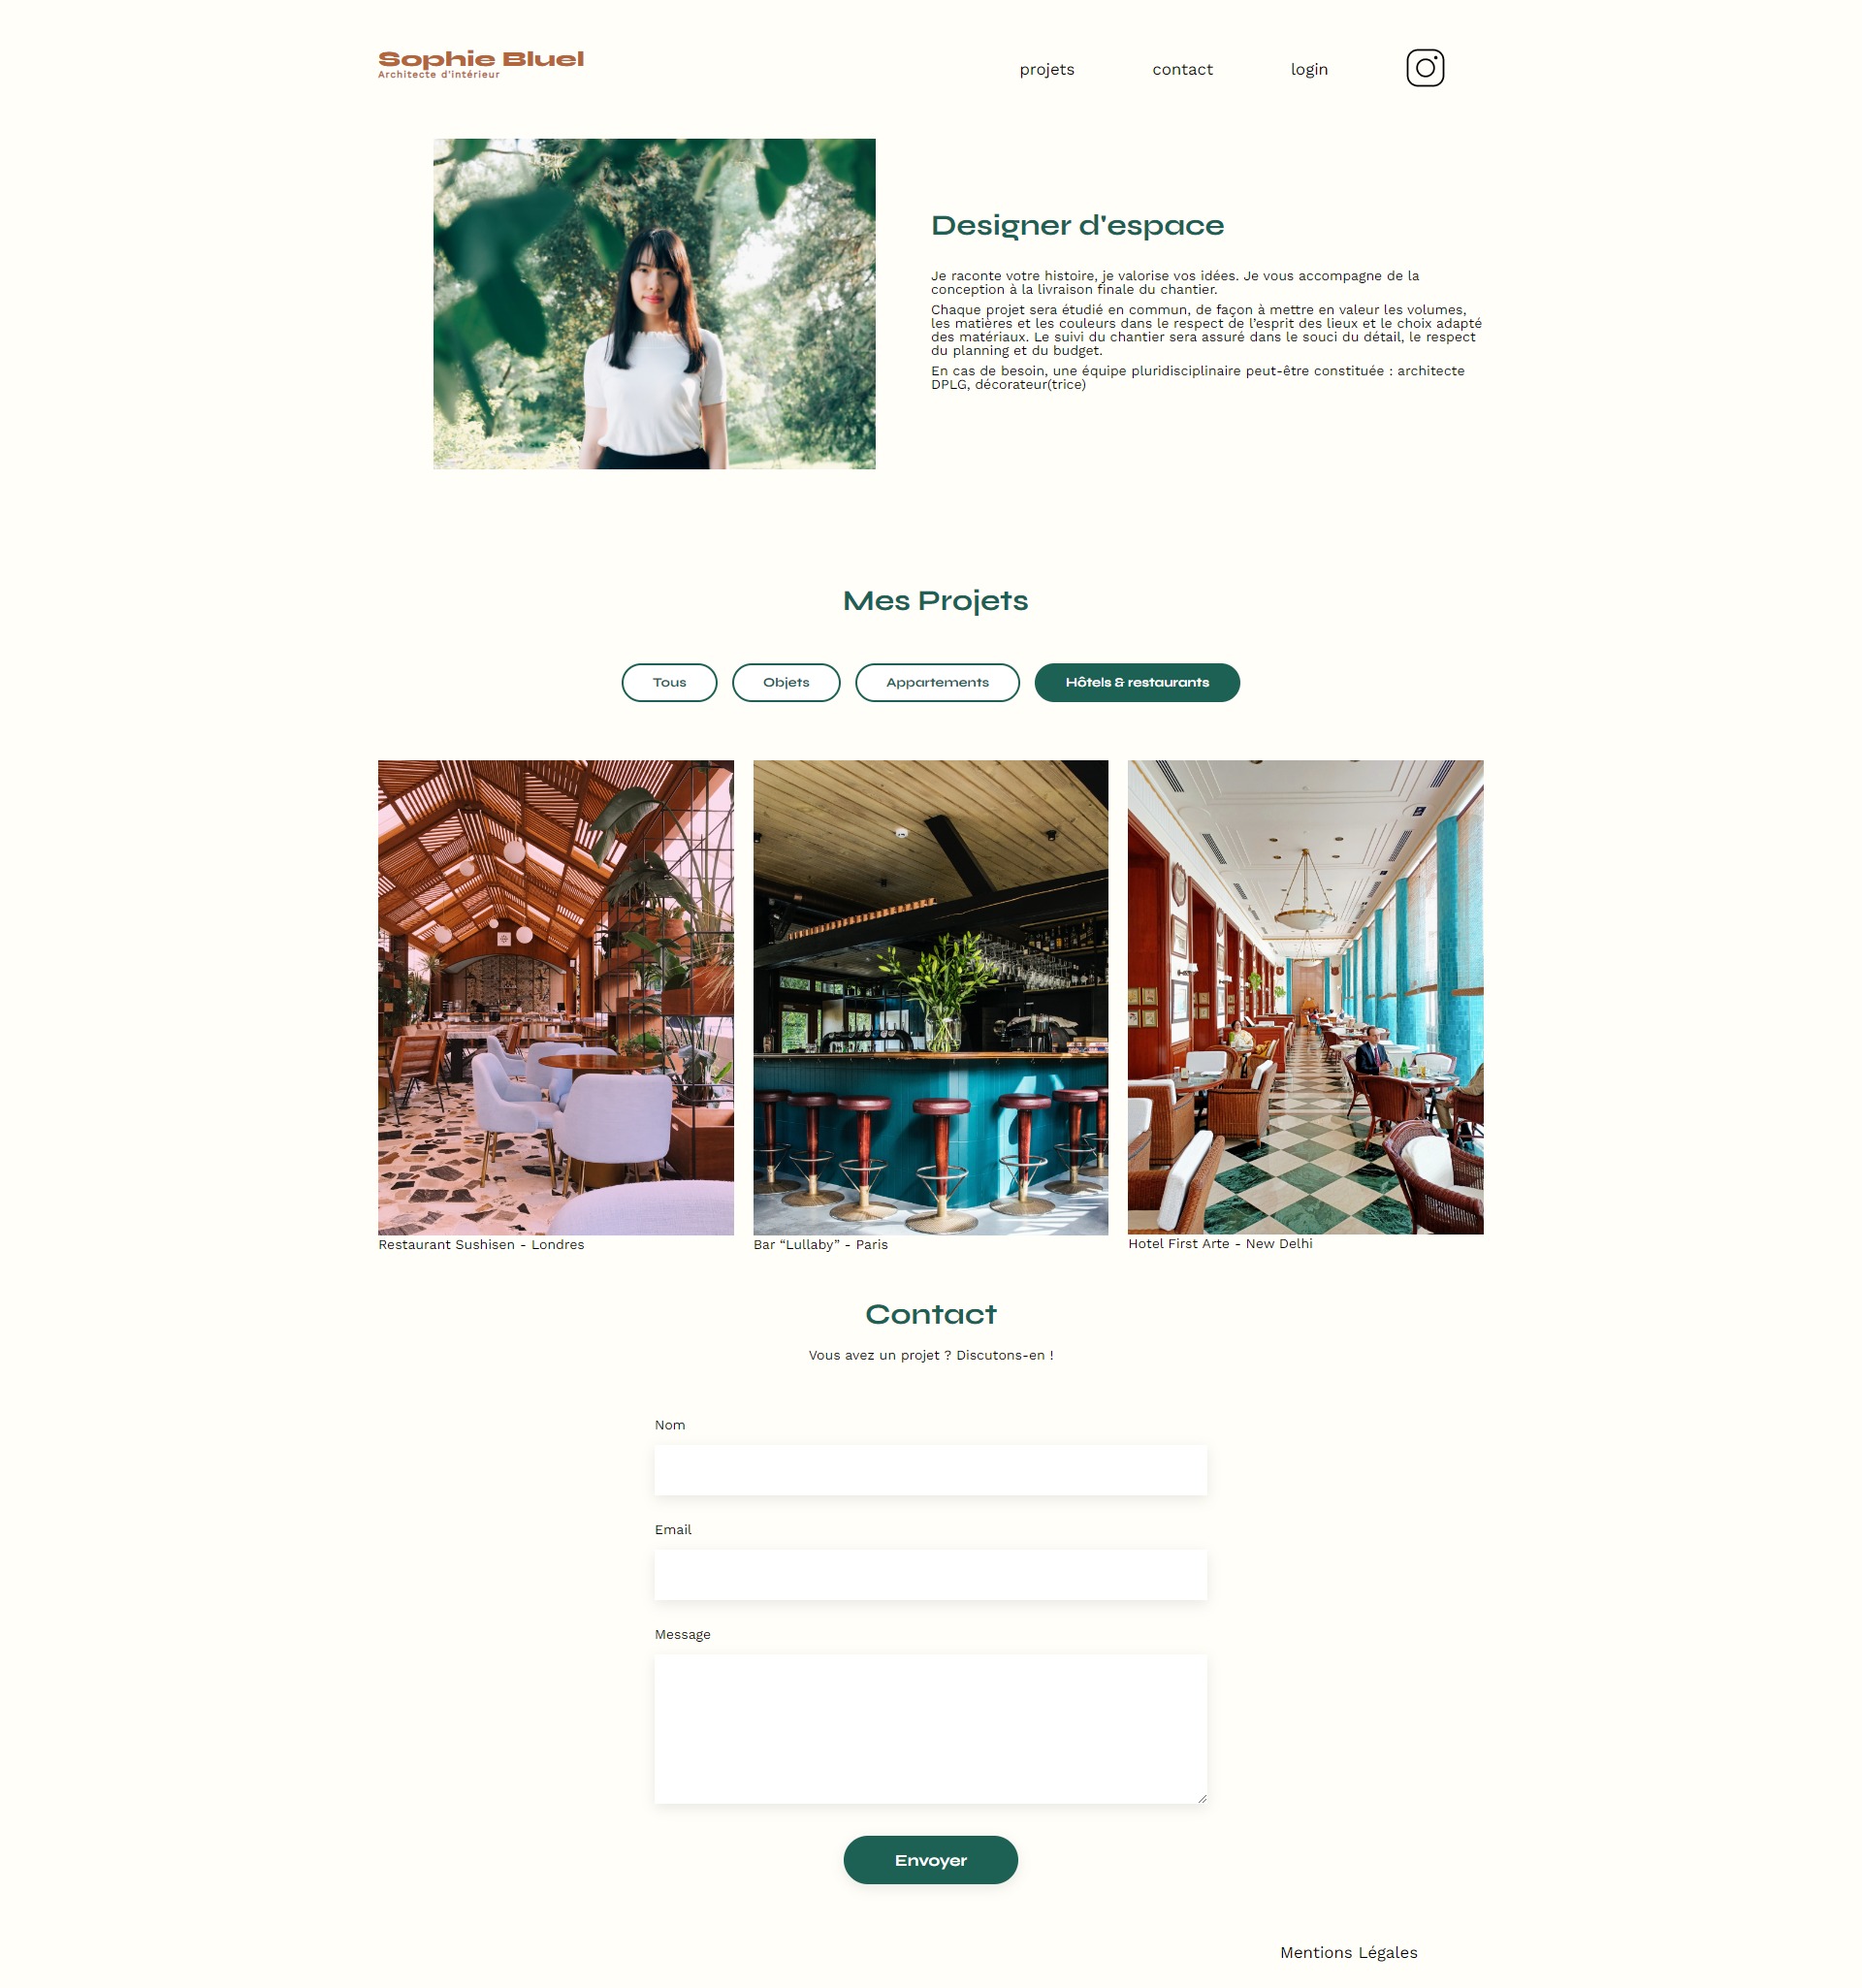 Sophie Bluel
Architecte d'intérieur
projets
contact
login
Designer d'espace
Je raconte votre histoire, je valorise vos idées. Je vous accompagne de la
conception à la livraison finale du chantier.
Chaque projet sera étudié en commun, de façon à mettre en valeur les volumes,
les matières et les couleurs dans le respect de l’esprit des lieux et le choix adapté
des matériaux. Le suivi du chantier sera assuré dans le souci du détail, le respect
du planning et du budget.
En cas de besoin, une équipe pluridisciplinaire peut-être constituée : architecte
DPLG, décorateur(trice)
Mes Projets
Tous
Objets
Appartements
Hôtels & restaurants
Restaurant Sushisen - Londres
Bar “Lullaby” - Paris
Hotel First Arte - New Delhi
Contact
Vous avez un projet ? Discutons-en !
Nom
Email
Message
Envoyer
Mentions Légales